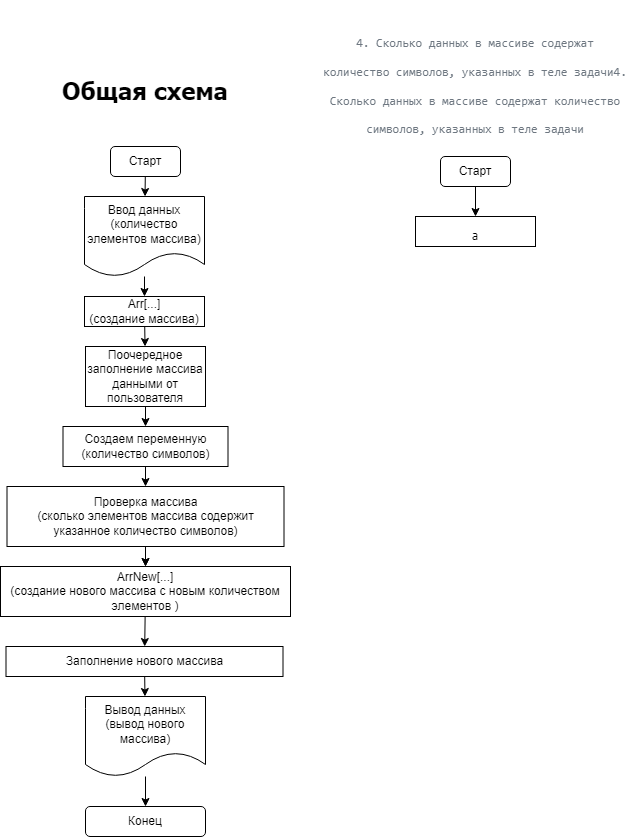 Общая схема
Старт
Ввод данных
(количество
элементов массива)
Arr[...]
(создание массива)
Поочередное
заполнение массива
данными от
пользователя
Создаем переменную
(количество символов)
Проверка массива
(сколько элементов массива содержит
указанное количество символов)
ArrNew[...]
(создание нового массива с новым количеством
элементов )
Заполнение нового массива
Вывод данных
(вывод нового
массива)
Конец
4. Сколько данных в массиве содержат
количество символов, указанных в теле задачи4.
Сколько данных в массиве содержат количество
символов, указанных в теле задачи
Старт
а